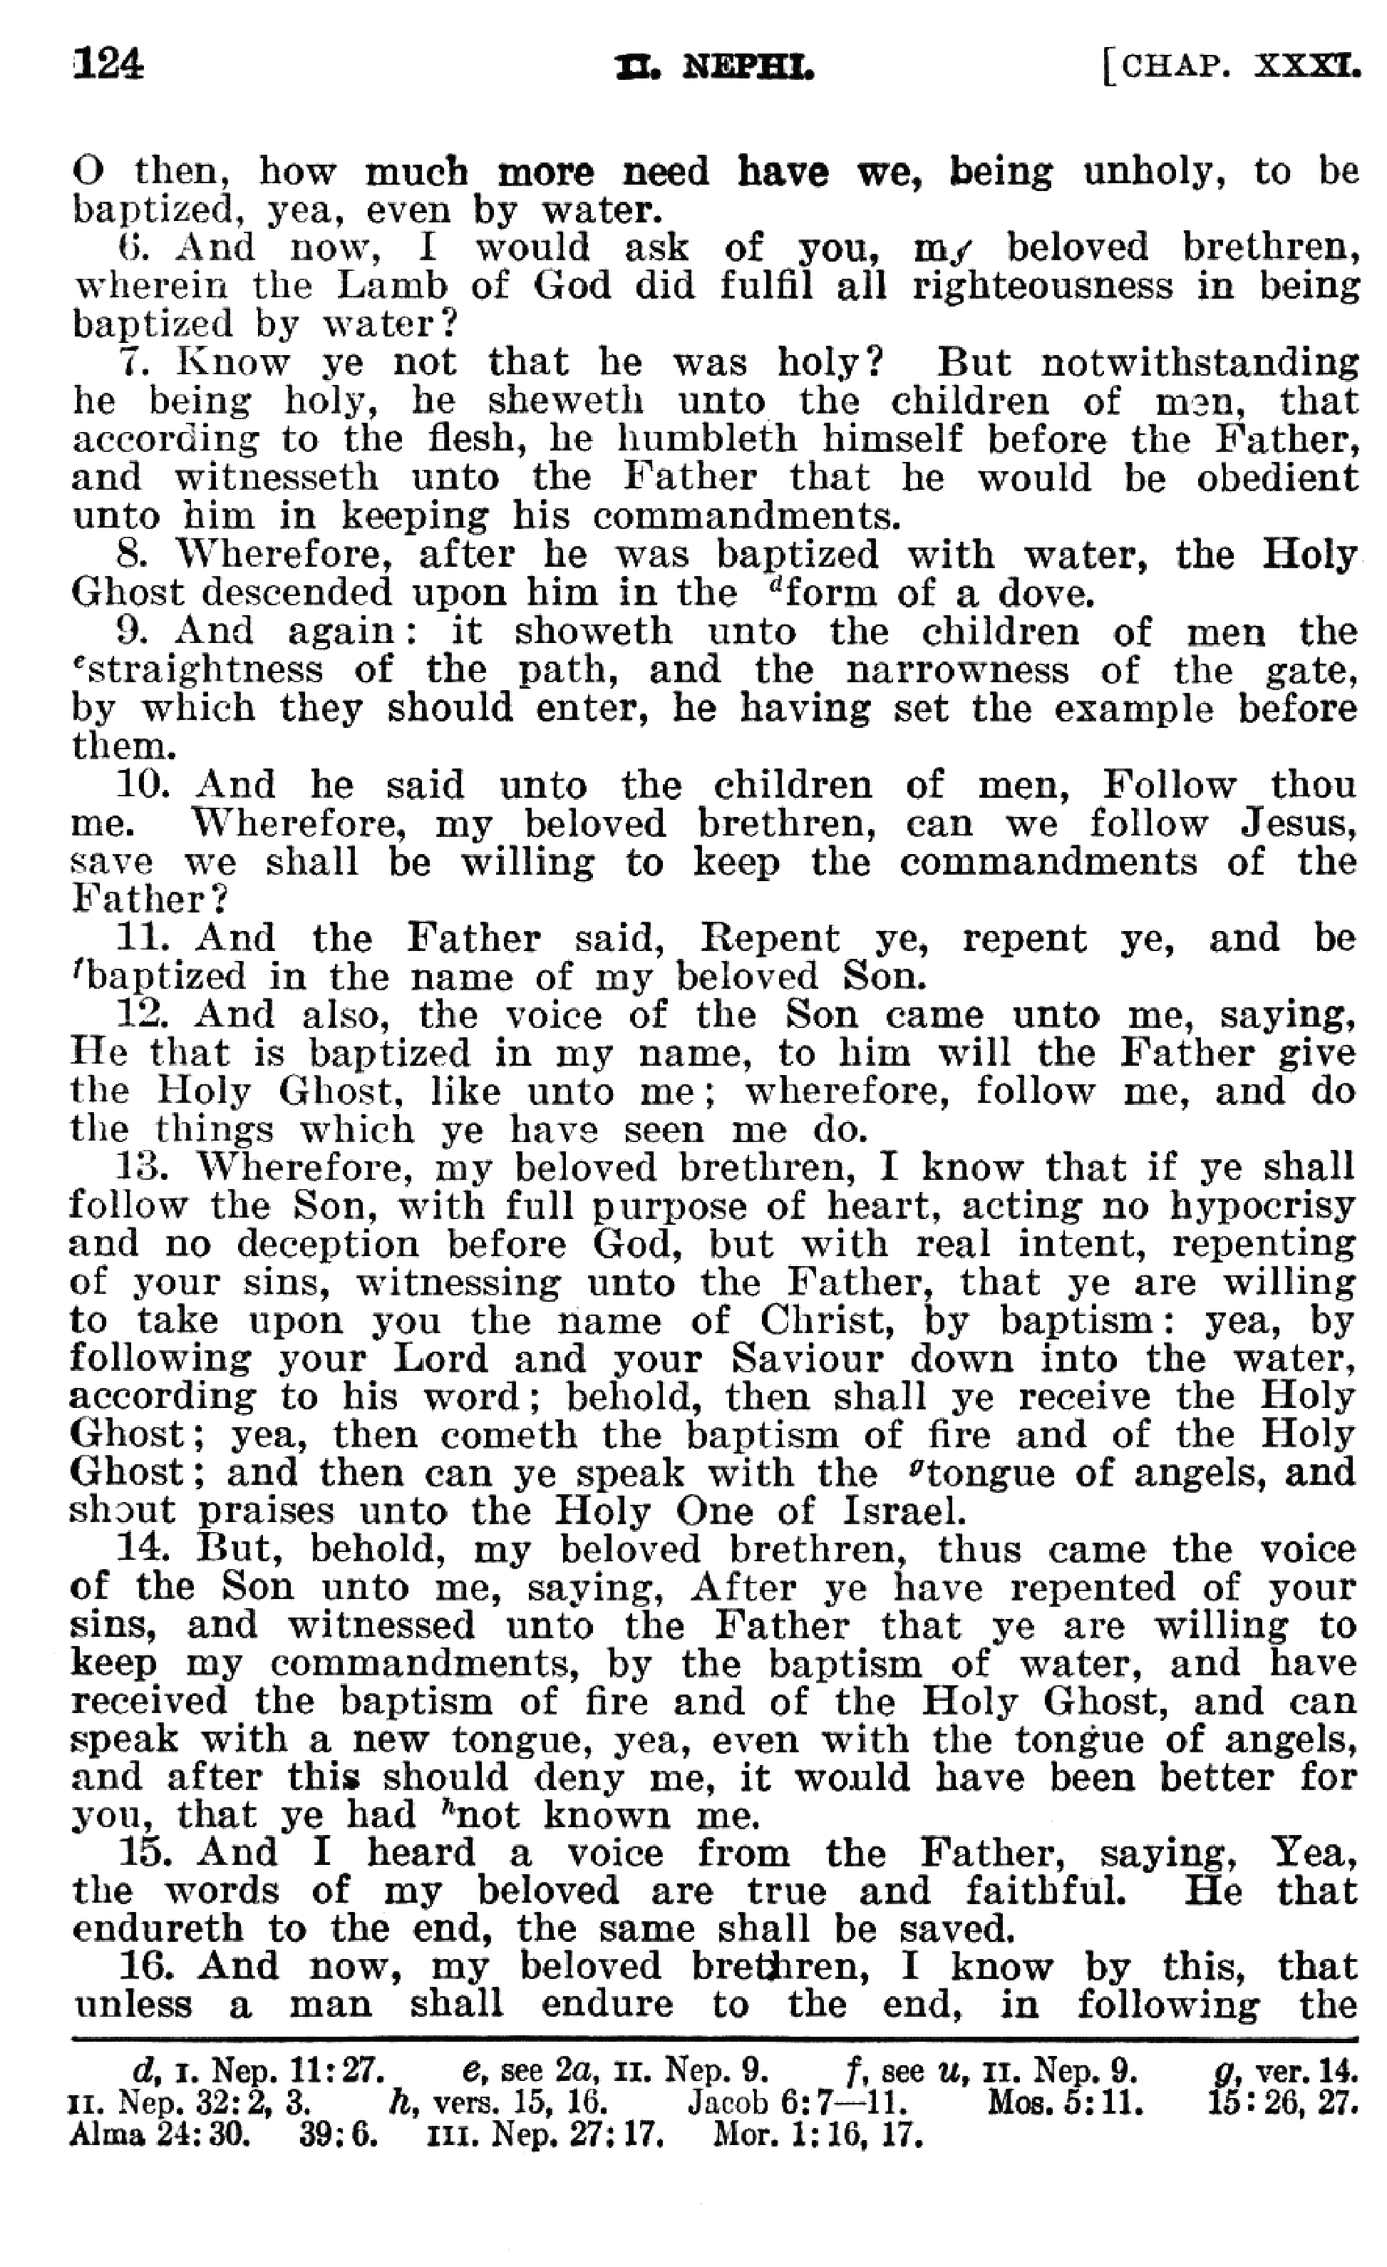 124 II. NEPHI. [CHAP. XXXI.
O then, how much more need have we, being unholy, to be
baptized, yea, even by water.
6. And now, I would ask of you, my beloved brethren,
wherein the Lamb of God did fulfil all righteousness in being
baptized by water?
7. Know ye not that he was holy? But notwithstanding
he being holy, he sheweth unto the children of men, that
according to the flesh, he humbleth himself before the Father,
and witnesseth unto the Father that he would be obedient
unto him in keeping his commandments.
8. Wherefore, after he was baptized with water, the Holy
Ghost descended upon him in the dform of a dove.
9. And again: it showeth unto the children of men the
estraightness of the path, and the narrowness of the gate,
by which they should enter, he having set the example before
them.
10. And he said unto the children of men, Follow thou
me. Wherefore, my beloved brethren, can we follow Jesus,
save we shall be willing to keep the commandments of the
Father?
11. And the Father said, Repent ye, repent ye, and be
fbaptized in the name of my beloved Son.
12. And also, the voice of the Son came unto me, saying,
He that is baptized in my name, to him will the Father give
the Holy Ghost, like unto me; wherefore, follow me, and do
the things which ye have seen me do.
13. Wherefore, my beloved brethren, I know that if ye shall
follow the Son, with full purpose of heart, acting no hypocrisy
and no deception before God, but with real intent, repenting
of your sins, witnessing unto the Father, that ye are willing
to take upon you the name of Christ, by baptism: yea, by
following your Lord and your Saviour down into the water,
according to his word; behold, then shall ye receive the Holy
Ghost; yea, then cometh the baptism of fire and of the Holy
Ghost; and then can ye speak with the gtongue of angels, and
shout praises unto the Holy One of Israel.
14. But, behold, my beloved brethren, thus came the voice
of the Son unto me, saying, After ye have repented of your
sins, and witnessed unto the Father that ye are willing to
keep my commandments, by the baptism of water, and have
received the baptism of fire and of the Holy Ghost, and can
speak with a new tongue, yea, even with the tongue of angels,
and after this should deny me, it would have been better for
you, that ye had hnot known me.
15. And I heard a voice from the Father, saying, Yea,
the words of my beloved are true and faithful. He that
endureth to the end, the same shall be saved.
16. And now, my beloved brethren, I know by this, that
unless a man shall endure to the end, in following the
d, I. Nep. 11:27. e, see 2a, II. Nep. 9. f, see u, II. Nep. 9. g, ver. 14.
II. Nep. 32:2, 3. h, vers. 15, 16. Jacob 6:7—11. Mos. 5:11. 15:26, 27.
Alma 24:30. 39:6. III. Nep. 27:17. Mor. 1:16, 17.